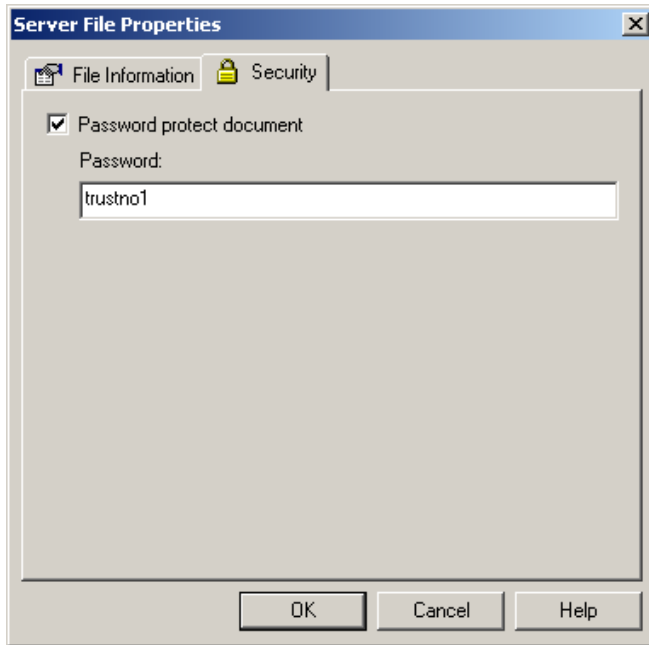 Server File Properties
File Information Security
Password protect document
Password:
trustno1
OK Cancel Help